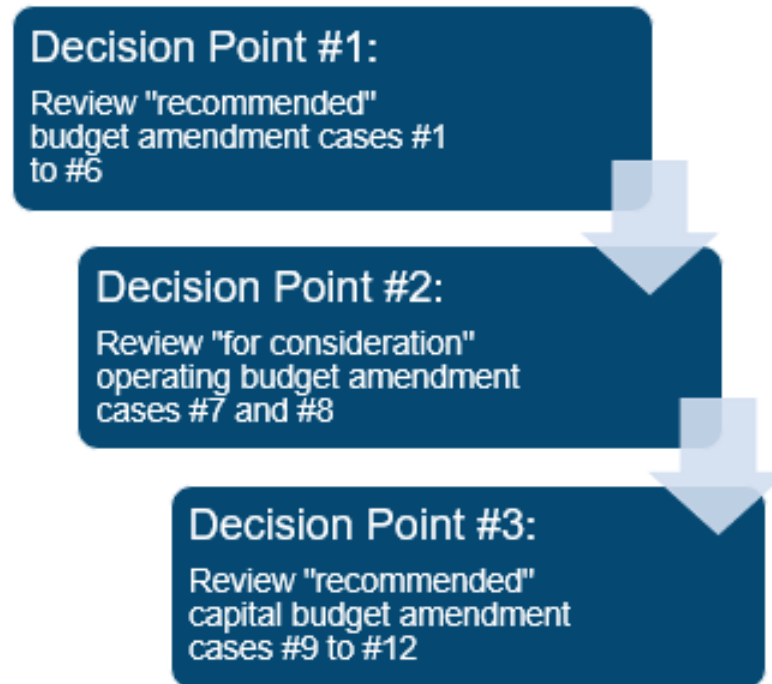 Decision Point #1:
Review "recommended"
budget amendment cases #1
to #6
Decision Point #2:
Review "for consideration"
operating budget amendment
cases #7 and #8
Decision Point #3:
Review "recommended"
capital budget amendment
cases #9 to #12